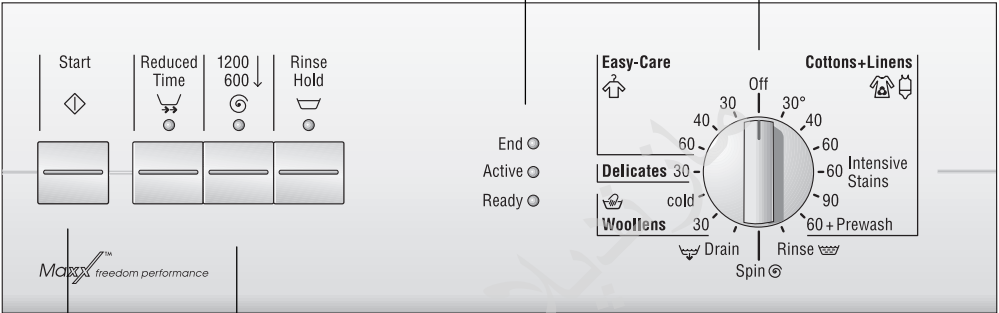 Start
Reduced
Time
1200
600 ↓
Rinse
Hold
End
Active
Ready
Easy-Care
Cottons+Linens
Off
30
40
60
30°
40
60
60
Intensive
Stains
90
60 + Prewash
Delicates 30
cold
Woollens 30
Drain
Spin
Rinse
Maxx™ freedom performance